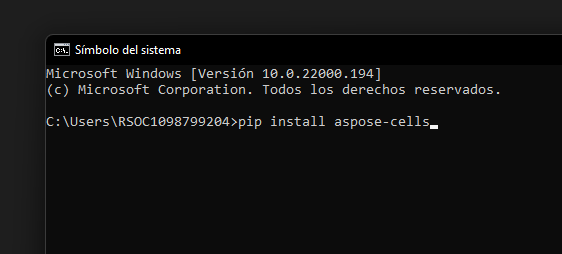 Símbolo del sistema
Microsoft Windows [Versión 10.0.22000.194]
(c) Microsoft Corporation. Todos los derechos reservados.
C:\Users\RSOC1098799204>pip install aspose-cells